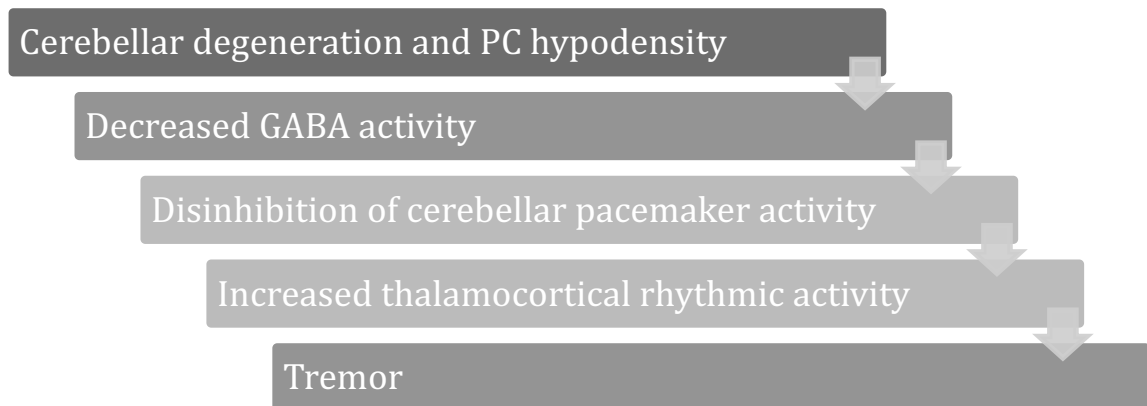 Cerebellar degeneration and PC hypodensity
Decreased GABA activity
Disinhibition of cerebellar pacemaker activity
Increased thalamocortical rhythmic activity
Tremor